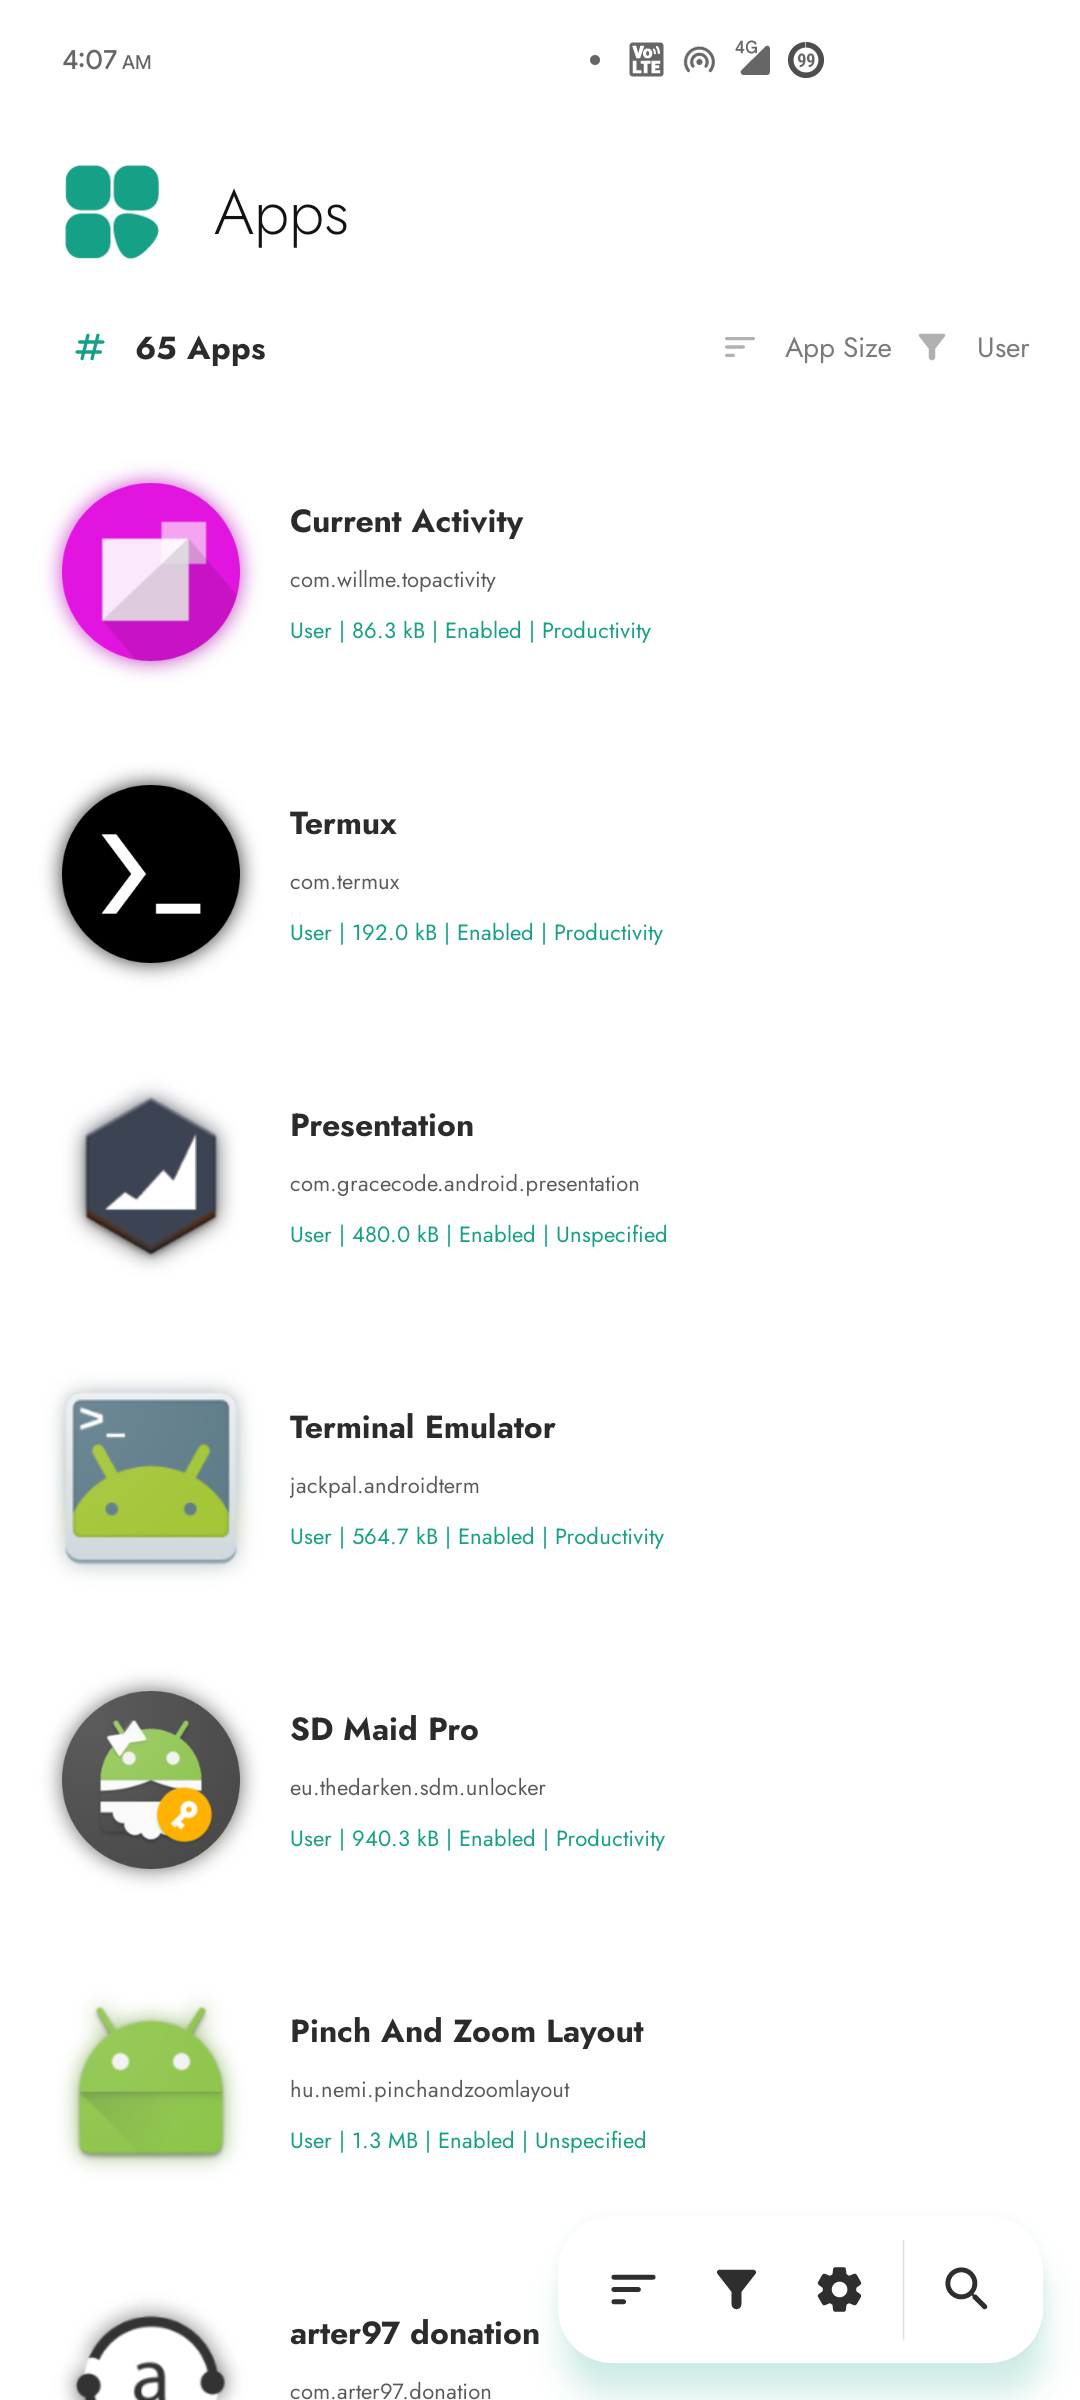 4:07 AM
Vo LTE
4G
99
Apps
# 65 Apps
App Size
User
Current Activity
com.willme.topactivity
User | 86.3 kB | Enabled | Productivity
Termux
com.termux
User | 192.0 kB | Enabled | Productivity
Presentation
com.gracecode.android.presentation
User | 480.0 kB | Enabled | Unspecified
>_
Terminal Emulator
jackpal.androidterm
User | 564.7 kB | Enabled | Productivity
SD Maid Pro
eu.thedarken.sdm.unlocker
User | 940.3 kB | Enabled | Productivity
Pinch And Zoom Layout
hu.nemi.pinchandzoomlayout
User | 1.3 MB | Enabled | Unspecified
a
arter97 donation
com.arter97.donation